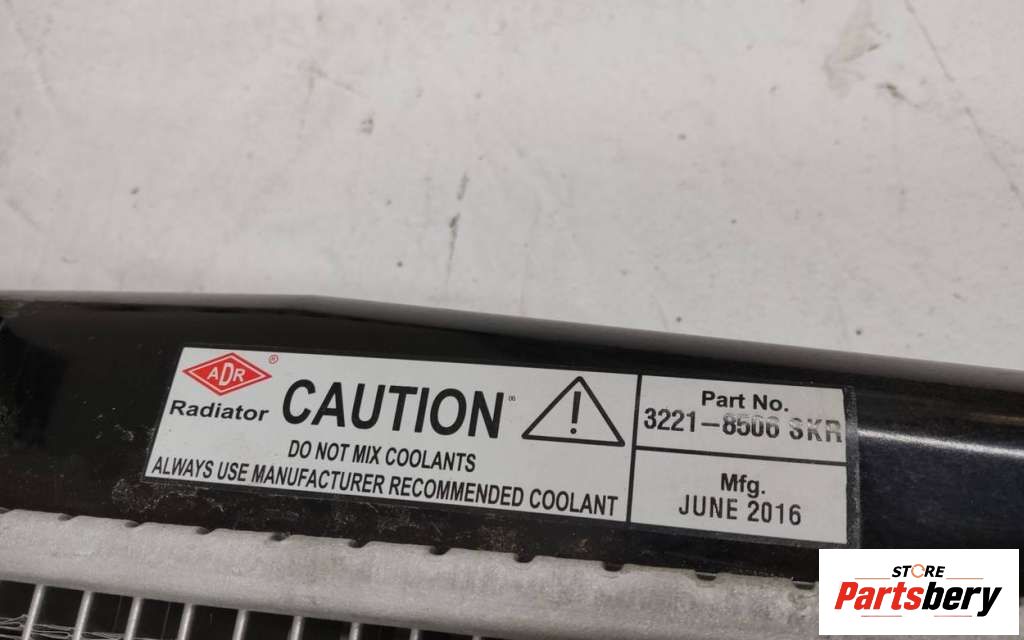 ADR
®
Radiator
CAUTION
DO NOT MIX COOLANTS
ALWAYS USE MANUFACTURER RECOMMENDED COOLANT
Part No.
3221-8506 SKR
Mfg.
JUNE 2016
STORE
Partsbery